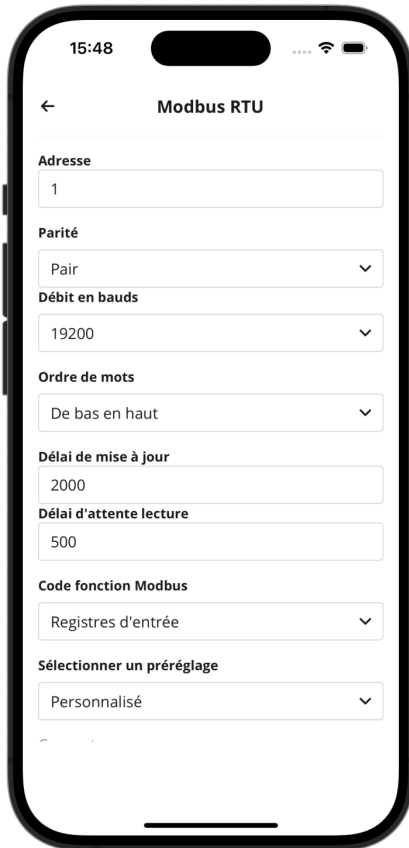 15:48
Modbus RTU
Adresse
1
Parité
Pair
Débit en bauds
19200
Ordre de mots
De bas en haut
Délai de mise à jour
2000
Délai d'attente lecture
500
Code fonction Modbus
Registres d'entrée
Sélectionner un préréglage
Personnalisé